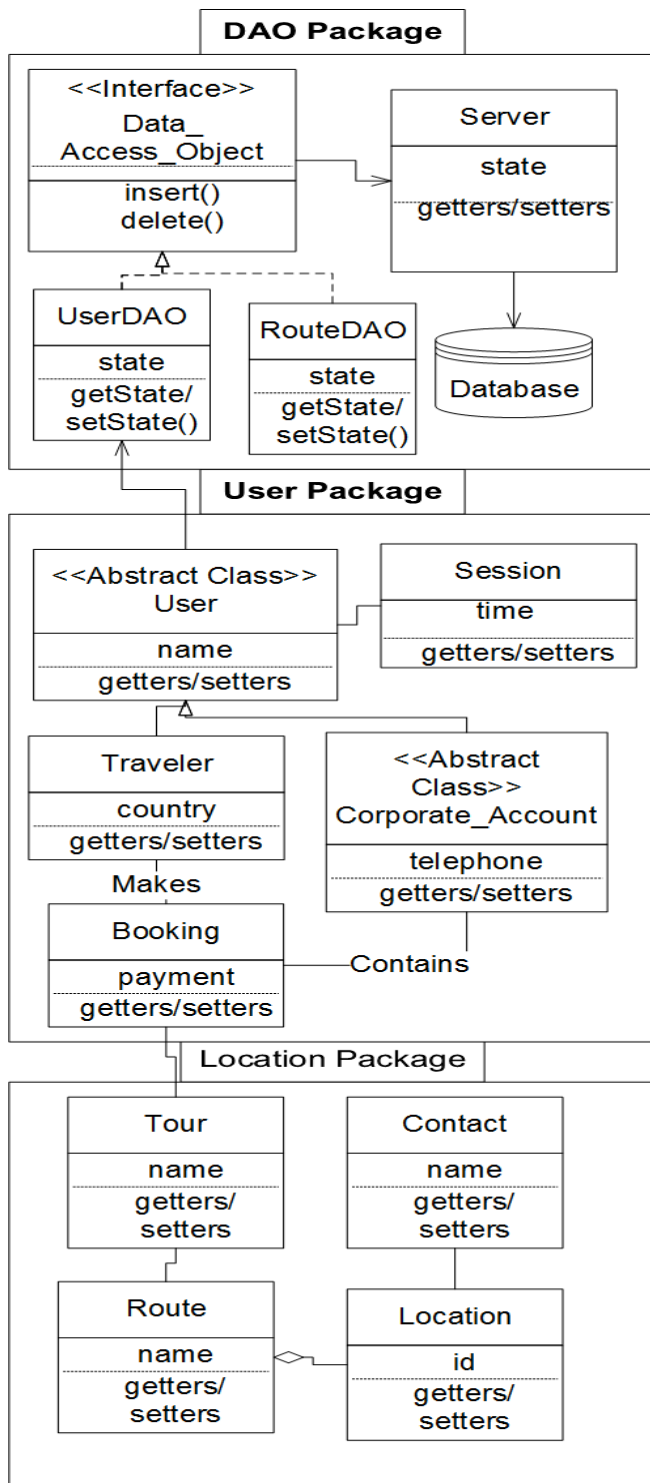 DAO Package
<<Interface>>
Data_
Access_Object
insert()
delete()
Server
state
getters/setters
UserDAO
state
getState/
setState()
RouteDAO
state
getState/
setState()
Database
User Package
<<Abstract Class>>
User
name
getters/setters
Session
time
getters/setters
Traveler
country
getters/setters
<<Abstract
Class>>
Corporate_Account
telephone
getters/setters
Makes
Booking
payment
getters/setters
Contains
Location Package
Tour
name
getters/
setters
Contact
name
getters/
setters
Route
name
getters/
setters
Location
id
getters/
setters